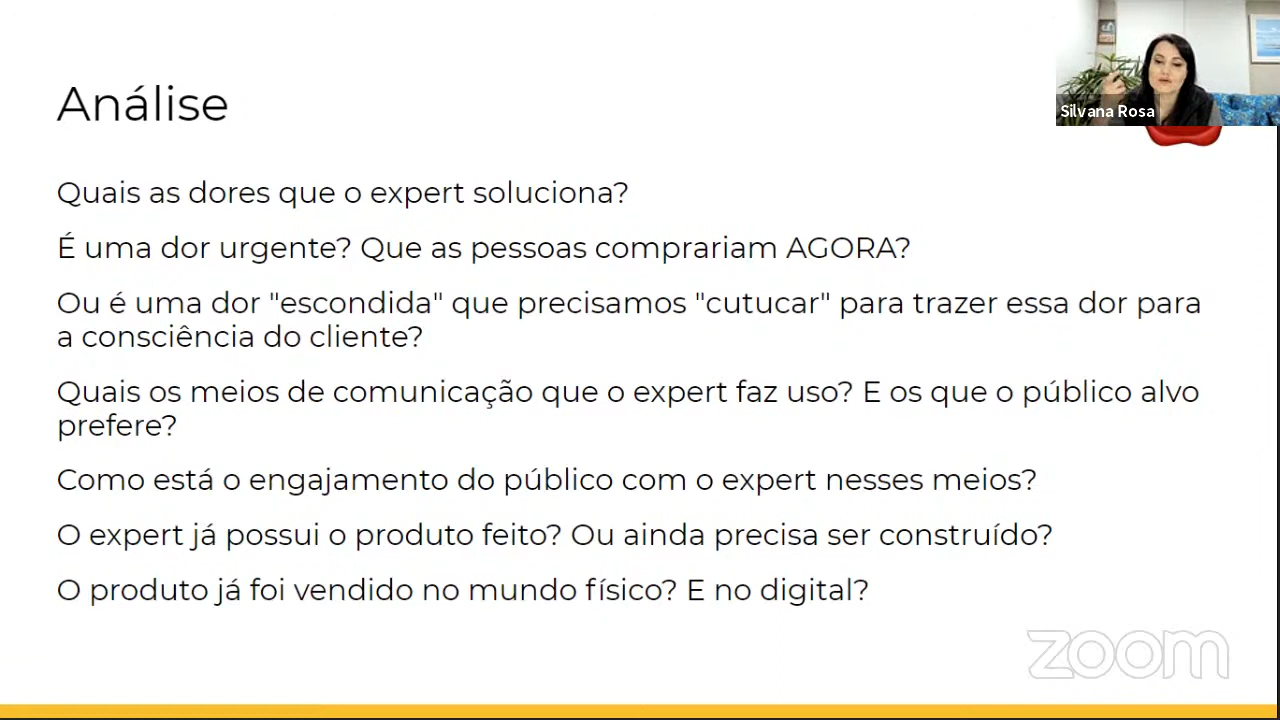 Silvana Rosa
Análise
Quais as dores que o expert soluciona?
É uma dor urgente? Que as pessoas comprariam AGORA?
Ou é uma dor "escondida" que precisamos "cutucar" para trazer essa dor para
a consciência do cliente?
Quais os meios de comunicação que o expert faz uso? E os que o público alvo
prefere?
Como está o engajamento do público com o expert nesses meios?
O expert já possui o produto feito? Ou ainda precisa ser construído?
O produto já foi vendido no mundo físico? E no digital?
zoom